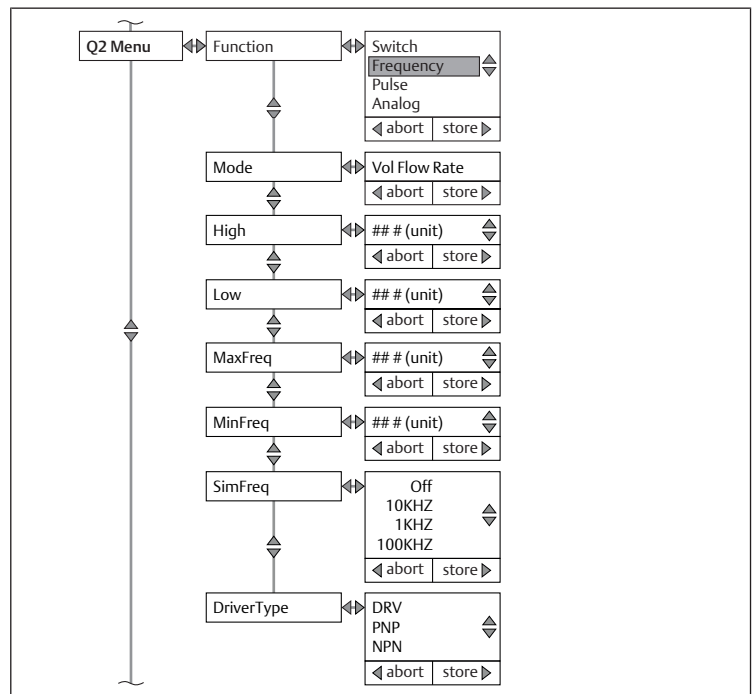 Q2 Menu
Function
Switch
Frequency
Pulse
Analog
abort store
Mode
Vol Flow Rate
abort store
High
## # (unit)
abort store
Low
## # (unit)
abort store
MaxFreq
## # (unit)
abort store
MinFreq
## # (unit)
abort store
SimFreq
Off
10KHZ
1KHZ
100KHZ
abort store
DriverType
DRV
PNP
NPN
abort store